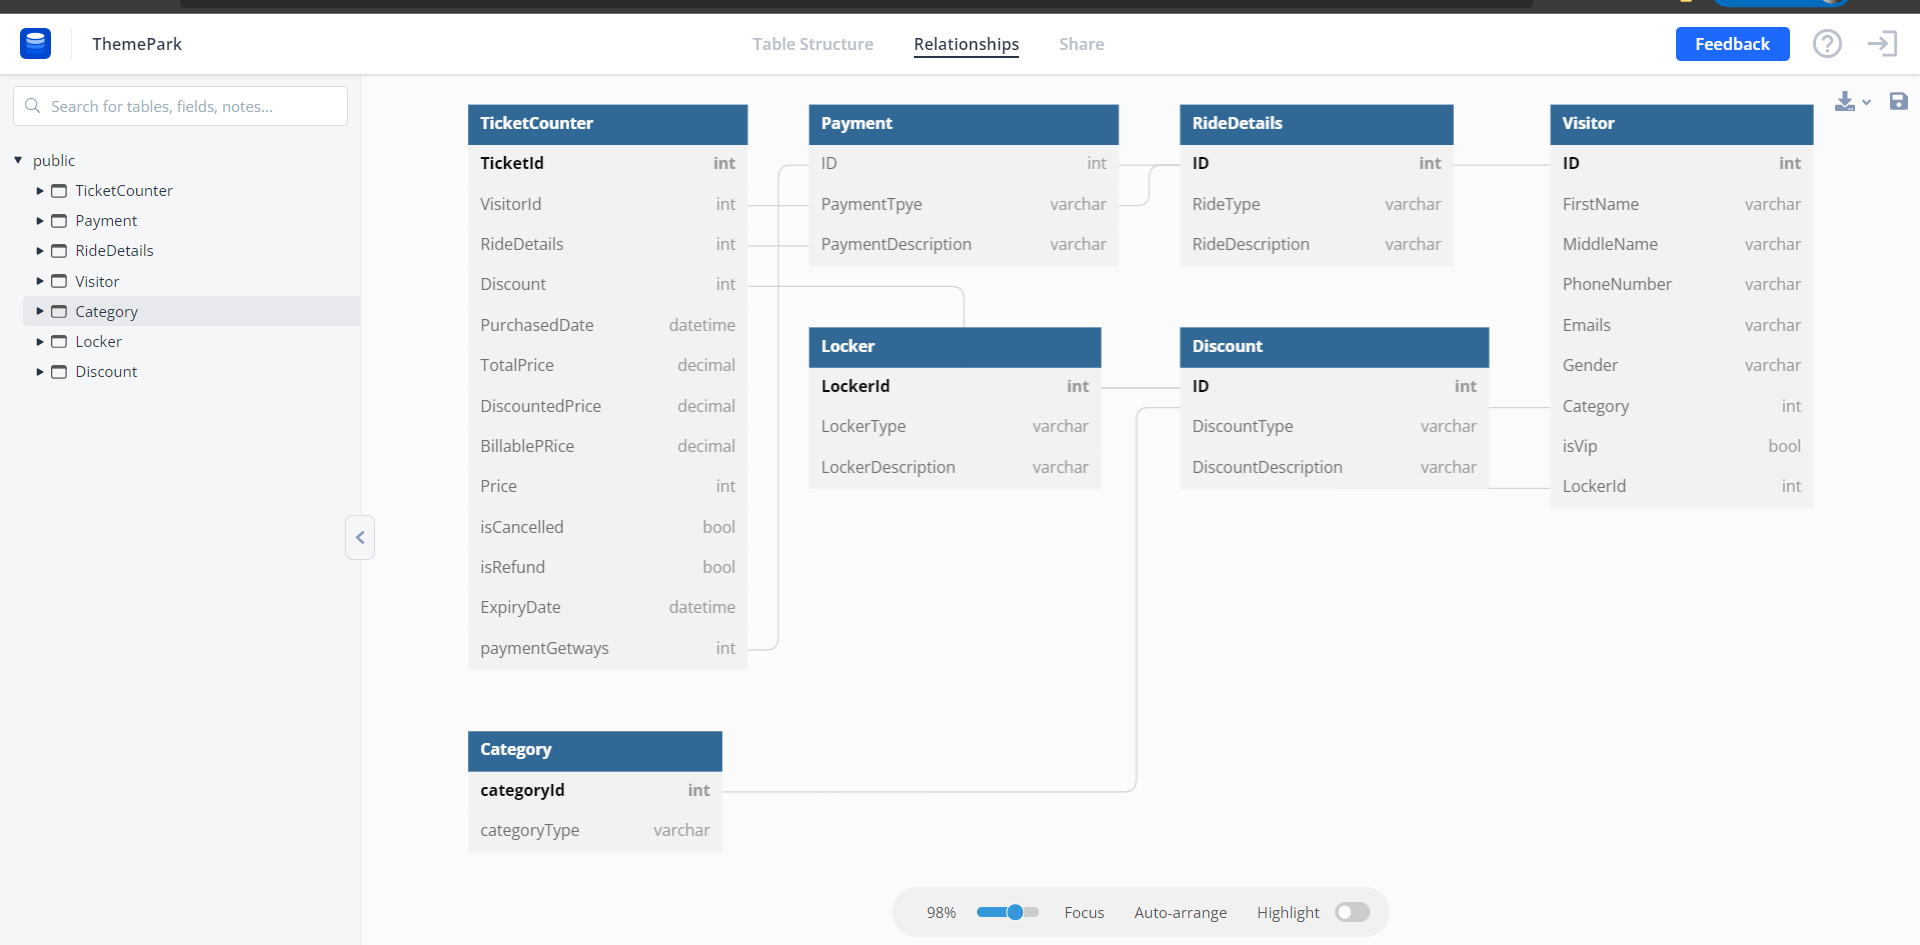 ThemePark
Table Structure
Relationships
Share
Feedback
Search for tables, fields, notes...
public
TicketCounter
Payment
RideDetails
Visitor
Category
Locker
Discount
TicketCounter
TicketId int
VisitorId int
RideDetails int
Discount int
PurchasedDate datetime
TotalPrice decimal
DiscountedPrice decimal
BillablePRice decimal
Price int
isCancelled bool
isRefund bool
ExpiryDate datetime
paymentGetways int
Payment
ID int
PaymentTpye varchar
PaymentDescription varchar
RideDetails
ID int
RideType varchar
RideDescription varchar
Visitor
ID int
FirstName varchar
MiddleName varchar
PhoneNumber varchar
Emails varchar
Gender varchar
Category int
isVip bool
LockerId int
Locker
LockerId int
LockerType varchar
LockerDescription varchar
Discount
ID int
DiscountType varchar
DiscountDescription varchar
Category
categoryId int
categoryType varchar
98% Focus Auto-arrange Highlight